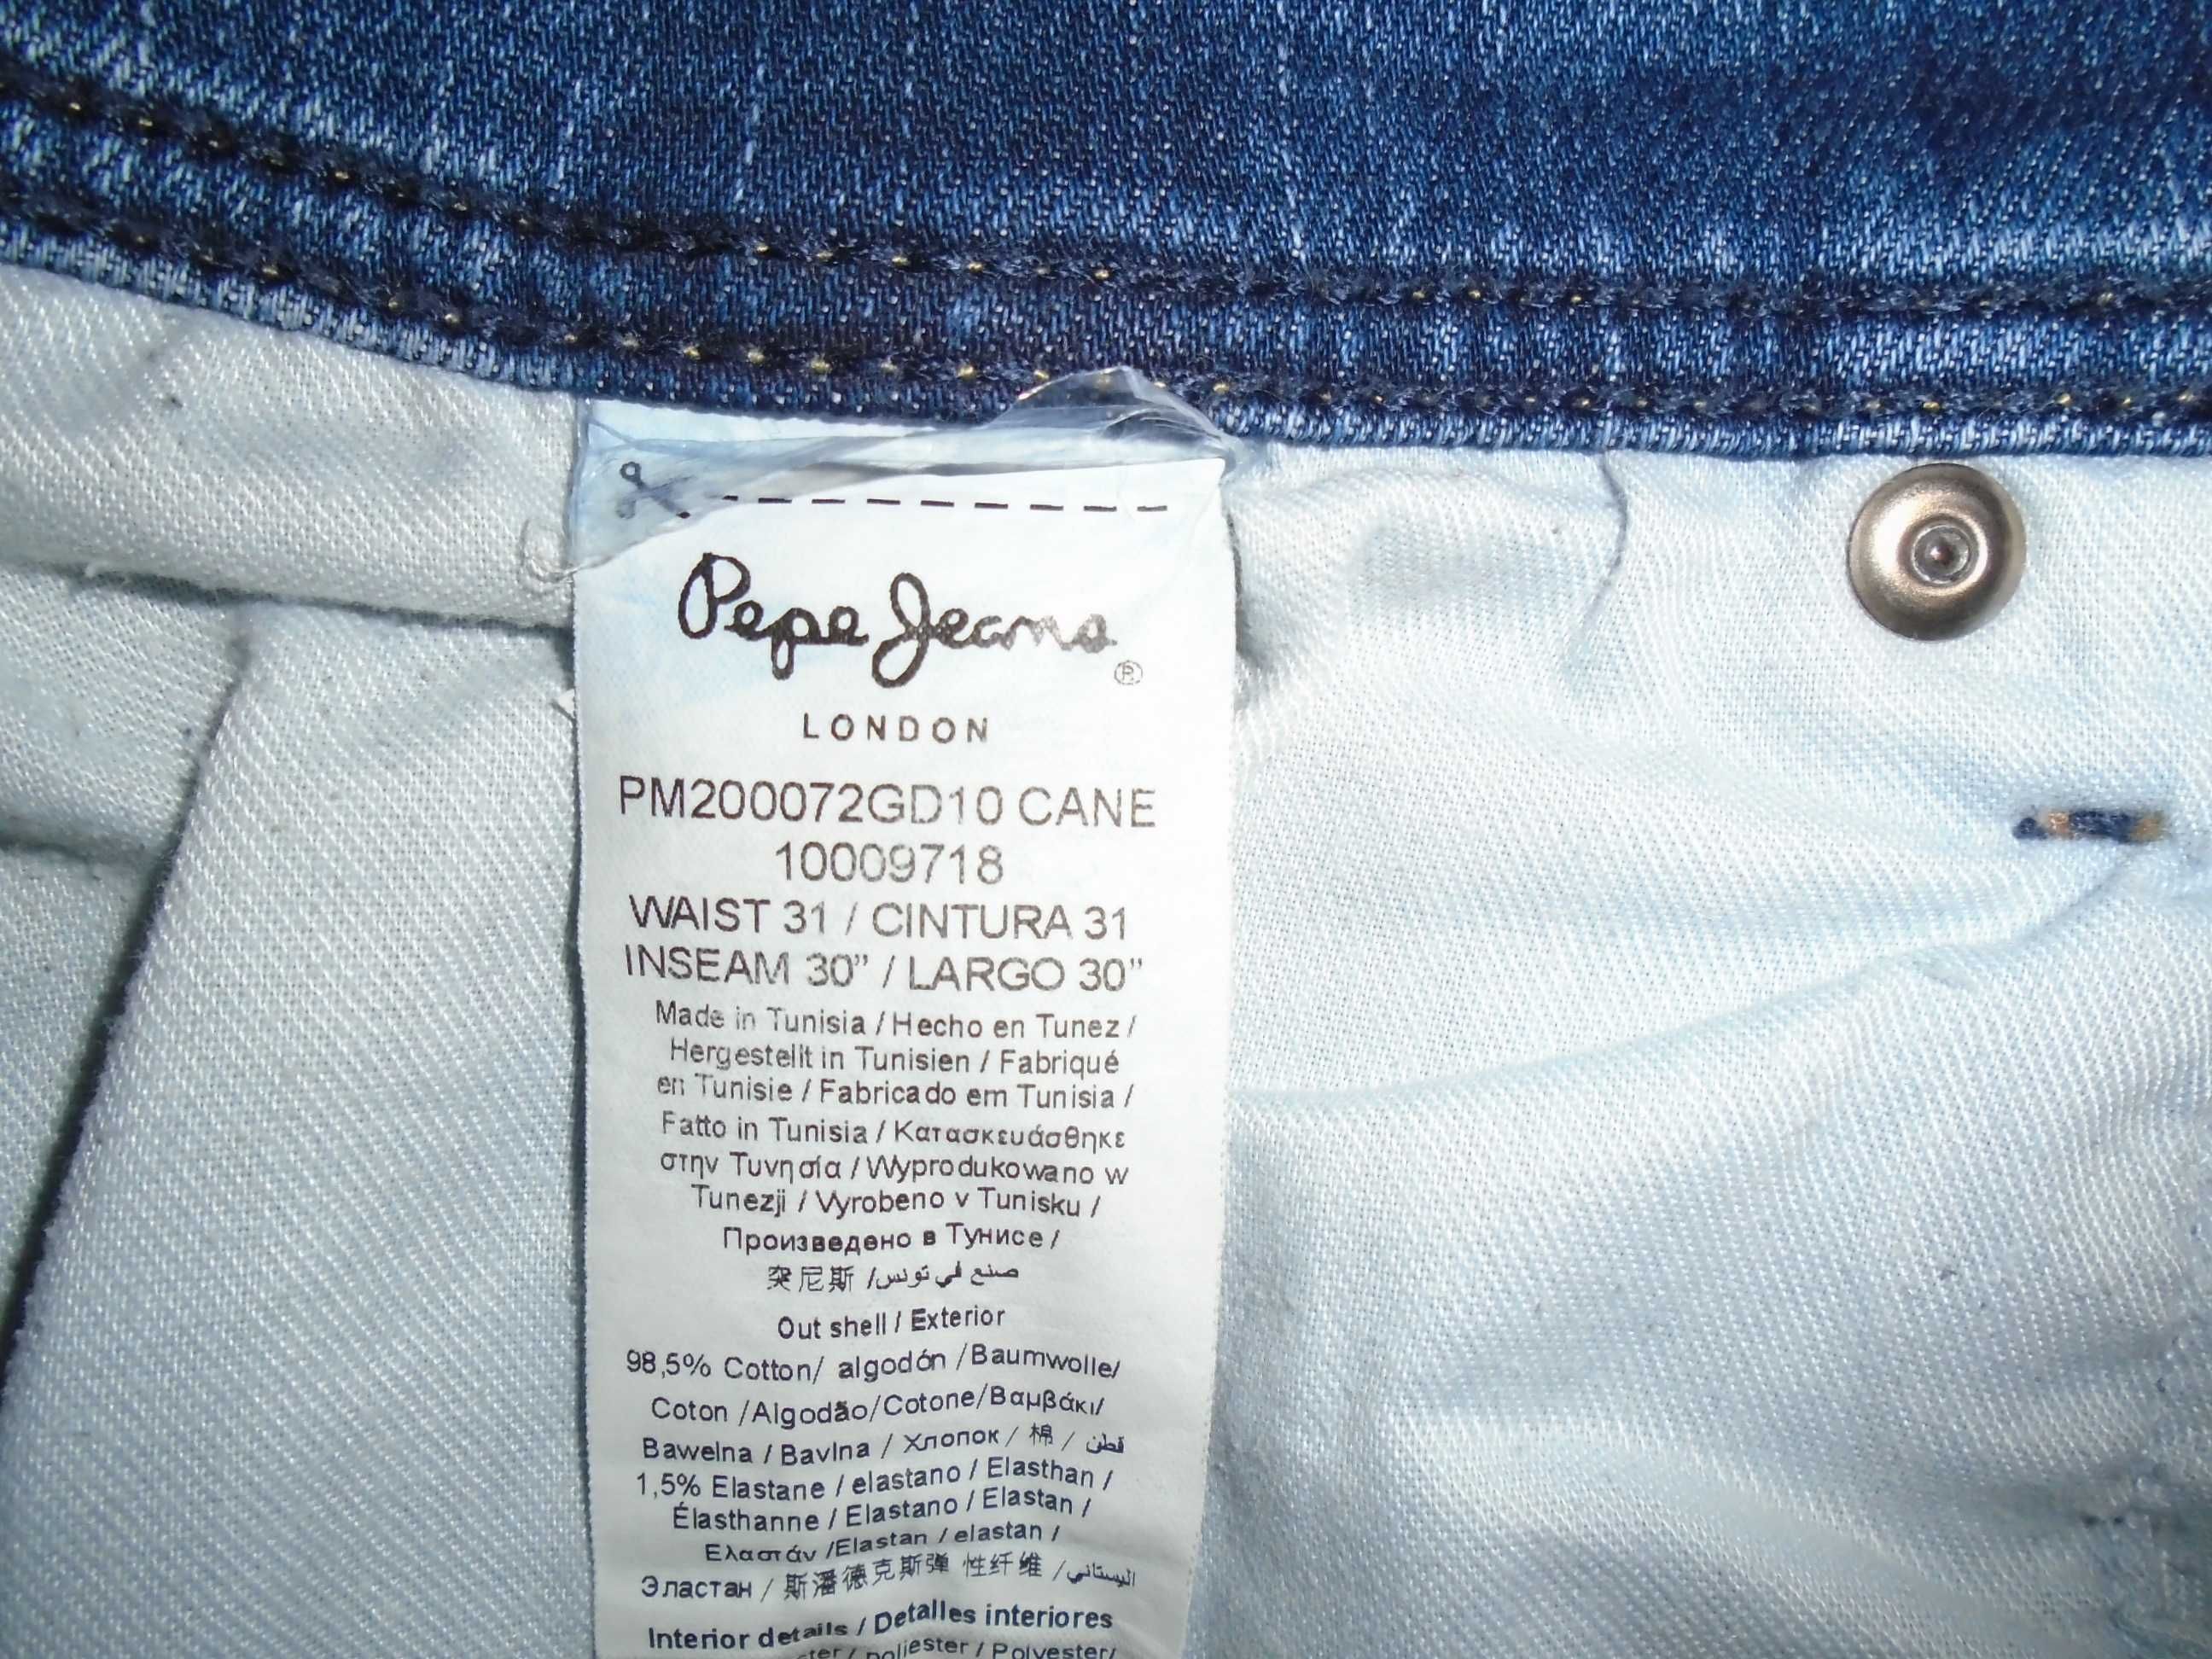 Pepe Jeans
®
LONDON
PM200072GD10 CANE
10009718
WAIST 31 / CINTURA 31
INSEAM 30” / LARGO 30”
Made in Tunisia / Hecho en Tunez /
Hergestellt in Tunisien / Fabriqué
en Tunisie / Fabricado em Tunisia /
Fatto in Tunisia / Κατασκευάσθηκε
στην Τυνησία / Wyprodukowano w
Tunezji / Vyrobeno v Tunisku /
Произведено в Тунисе /
突尼斯 / صنع في تونس
Out shell / Exterior
98,5% Cotton/ algodón /Baumwolle/
Coton /Algodão/Cotone/Βαμβάκι/
Bawelna / Bavlna / Хлопок / 棉 / قطن
1,5% Elastane / elastano / Elasthan /
Élasthanne / Elastano / Elastan /
Ελαστάν /Elastan / elastan /
Эластан / 斯潘德克斯弹 性纤维 / اليستاني
Interior details / Detalles interiores
poliester / Polyester/